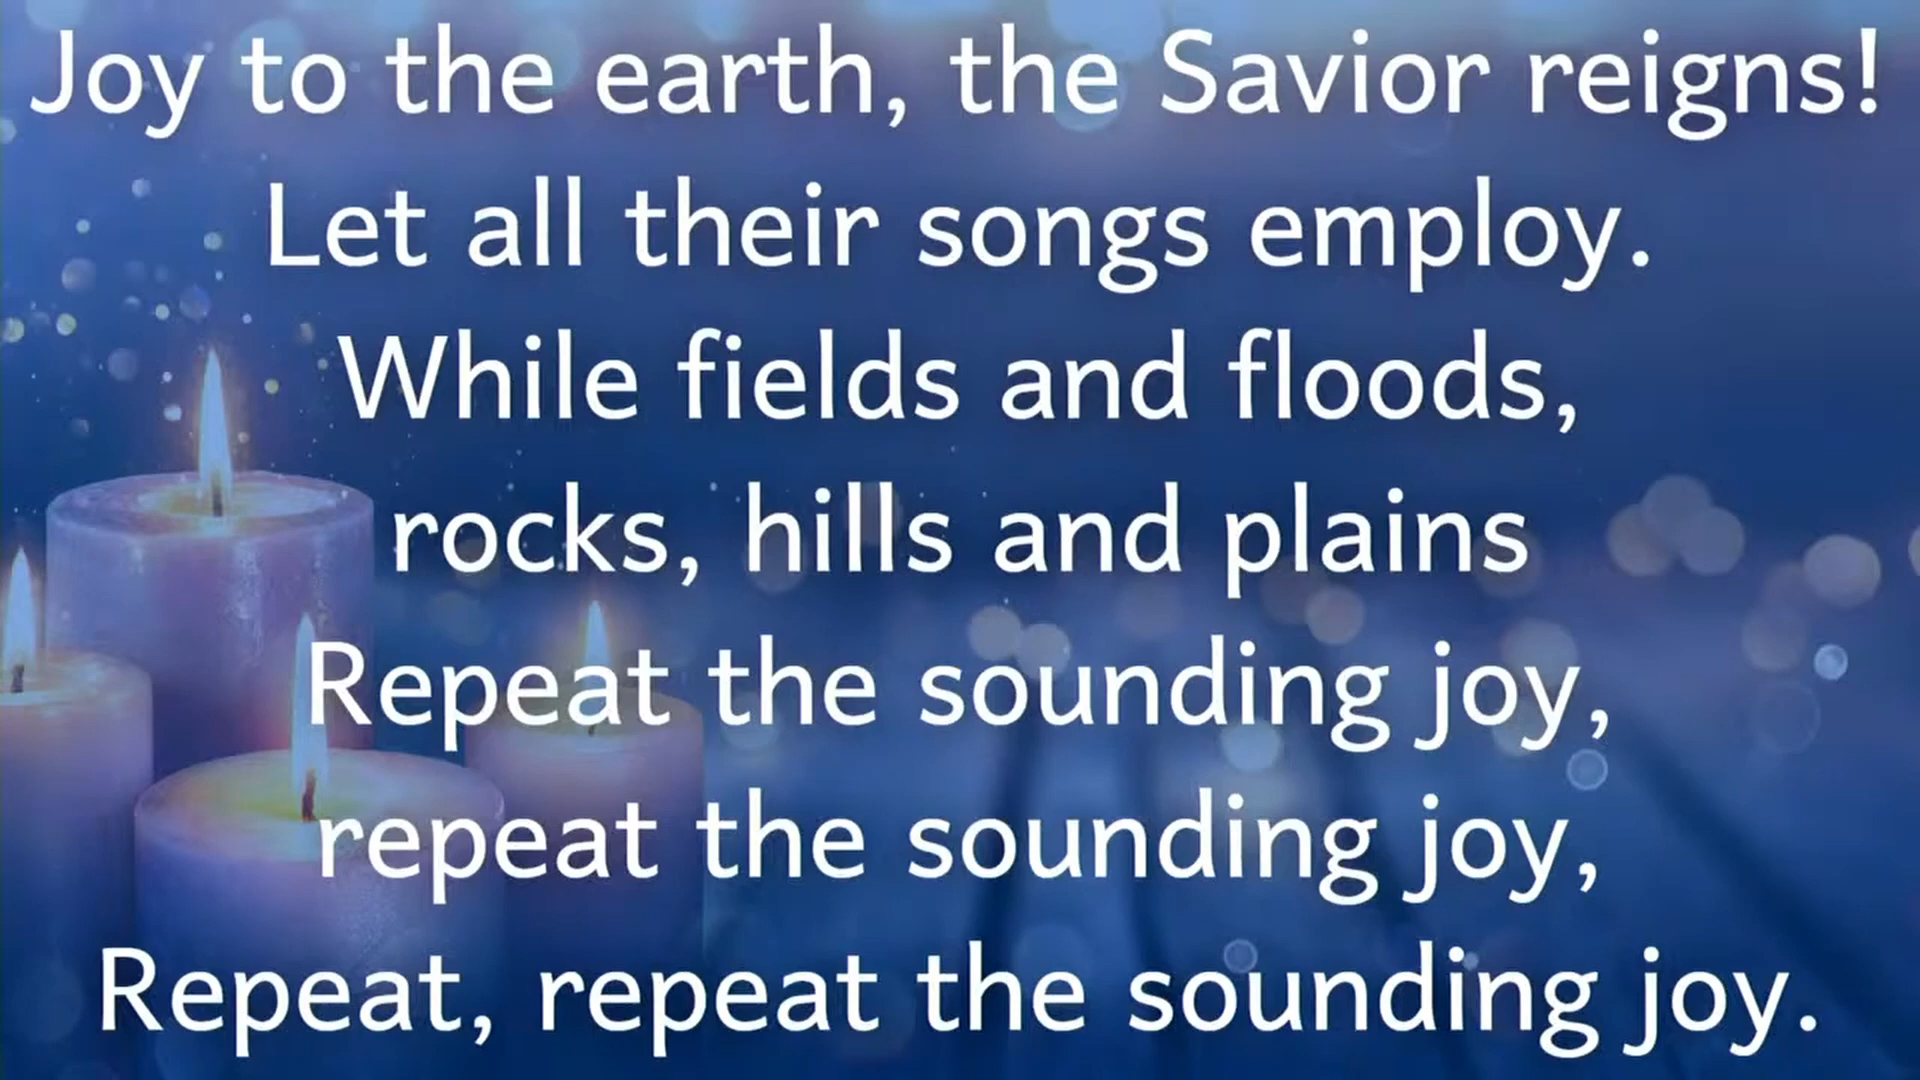 Joy to the earth, the Savior reigns!
Let all their songs employ.
While fields and floods,
rocks, hills and plains
Repeat the sounding joy,
repeat the sounding joy,
Repeat, repeat the sounding joy.